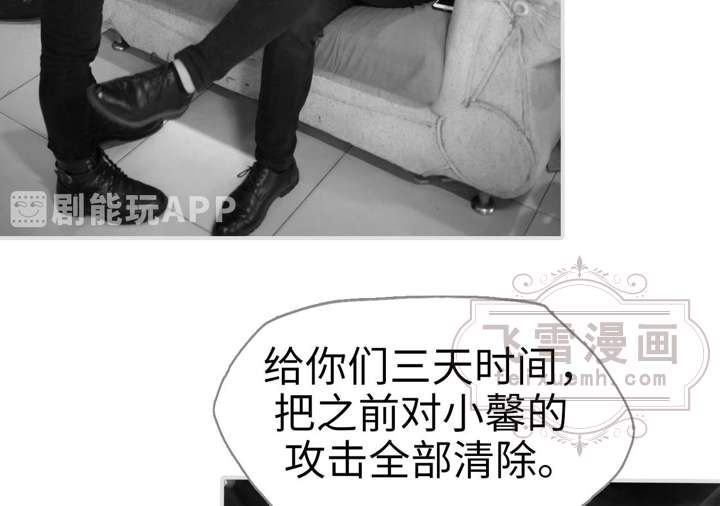 剧能玩APP
飞雪漫画
feixuemh.com
给你们三天时间，
把之前对小馨的
攻击全部清除。